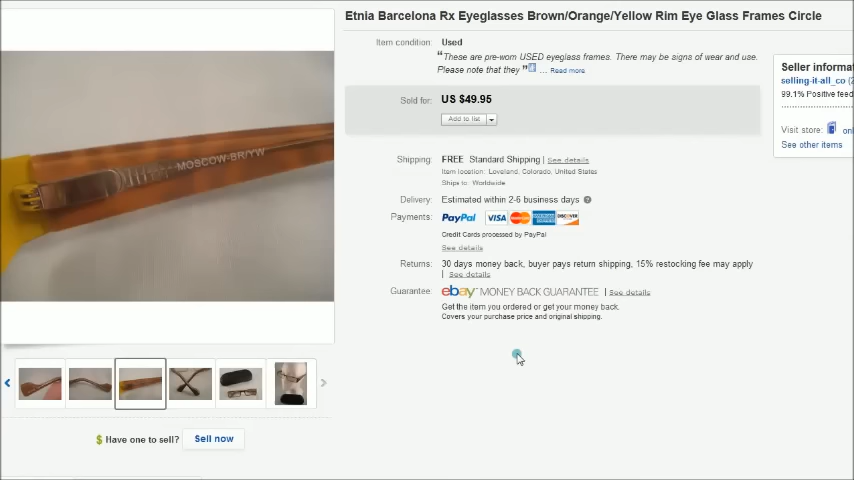 Etnia Barcelona Rx Eyeglasses Brown/Orange/Yellow Rim Eye Glass Frames Circle
Item condition: Used
“These are pre-worn USED eyeglass frames. There may be signs of wear and use.
Please note that they ” ... Read more
Sold for: US $49.95
Add to list
Shipping: FREE Standard Shipping | See details
Item location: Loveland, Colorado, United States
Ships to: Worldwide
Delivery: Estimated within 2-6 business days
Payments: PayPal VISA MasterCard DISCOVER
Credit Cards processed by PayPal
See details
Returns: 30 days money back, buyer pays return shipping, 15% restocking fee may apply
| See details
Guarantee: ebay MONEY BACK GUARANTEE | See details
Get the item you ordered or get your money back.
Covers your purchase price and original shipping.
Seller informa
selling-it-all_co
99.1% Positive feed
Visit store: onl
See other items
MOSCOW-BR/YW
$ Have one to sell? Sell now